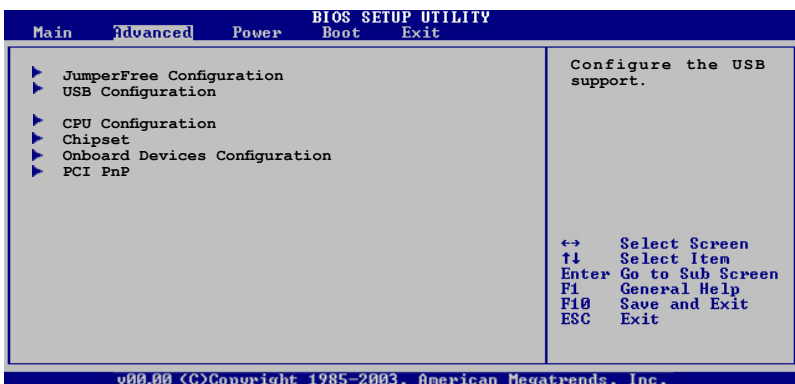 BIOS SETUP UTILITY
Main Advanced Power Boot Exit
JumperFree Configuration
USB Configuration
CPU Configuration
Chipset
Onboard Devices Configuration
PCI PnP
Configure the USB
support.
←→ Select Screen
↑↓ Select Item
Enter Go to Sub Screen
F1 General Help
F10 Save and Exit
ESC Exit
v00.00 (C)Copyright 1985-2003, American Megatrends, Inc.